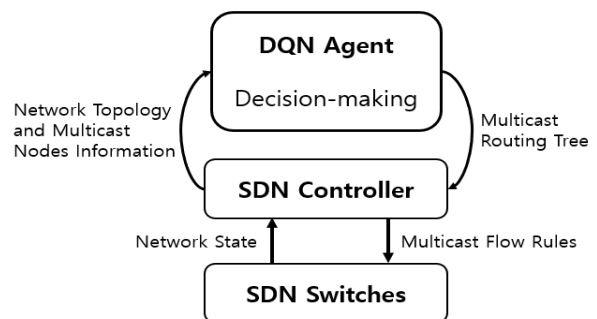 DQN Agent
Decision-making
Network Topology
and Multicast
Nodes Information
Multicast
Routing Tree
SDN Controller
Network State
Multicast Flow Rules
SDN Switches